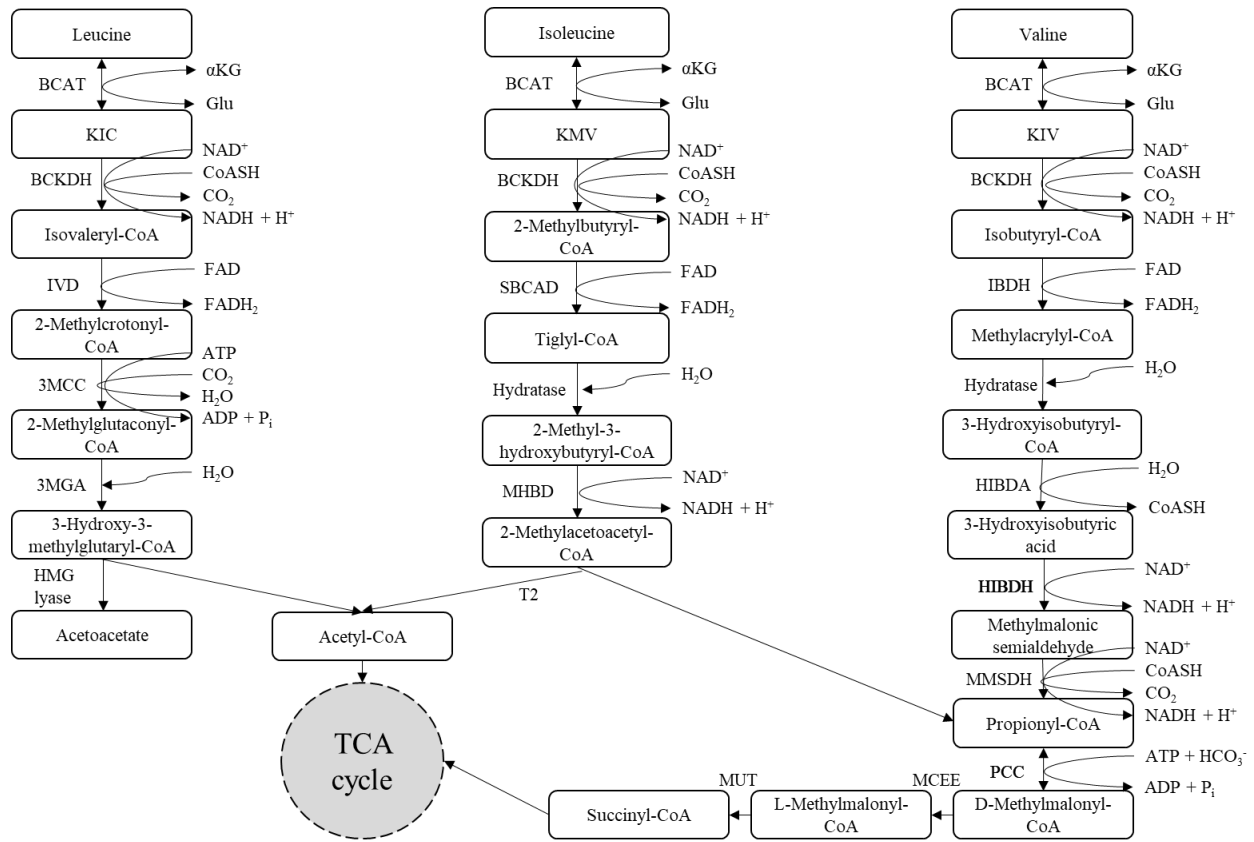 Leucine
BCAT
αKG
Glu
KIC
BCKDH
NAD⁺
CoASH
CO₂
NADH + H⁺
Isovaleryl-CoA
IVD
FAD
FADH₂
2-Methylcrotonyl-
CoA
3MCC
ATP
CO₂
H₂O
ADP + Pᵢ
2-Methylglutaconyl-
CoA
3MGA
H₂O
3-Hydroxy-3-
methylglutaryl-CoA
HMG
lyase
Acetoacetate
Isoleucine
BCAT
αKG
Glu
KMV
BCKDH
NAD⁺
CoASH
CO₂
NADH + H⁺
2-Methylbutyryl-
CoA
SBCAD
FAD
FADH₂
Tiglyl-CoA
Hydratase
H₂O
2-Methyl-3-
hydroxybutyryl-CoA
MHBD
NAD⁺
NADH + H⁺
2-Methylacetoacetyl-
CoA
T2
Acetyl-CoA
TCA
cycle
Valine
BCAT
αKG
Glu
KIV
BCKDH
NAD⁺
CoASH
CO₂
NADH + H⁺
Isobutyryl-CoA
IBDH
FAD
FADH₂
Methylacrylyl-CoA
Hydratase
H₂O
3-Hydroxyisobutyryl-
CoA
HIBDA
H₂O
CoASH
3-Hydroxyisobutyric
acid
HIBDH
NAD⁺
NADH + H⁺
Methylmalonic
semialdehyde
MMSDH
NAD⁺
CoASH
CO₂
NADH + H⁺
Propionyl-CoA
PCC
ATP + HCO₃⁻
ADP + Pᵢ
D-Methylmalonyl-
CoA
MCEE
L-Methylmalonyl-
CoA
MUT
Succinyl-CoA